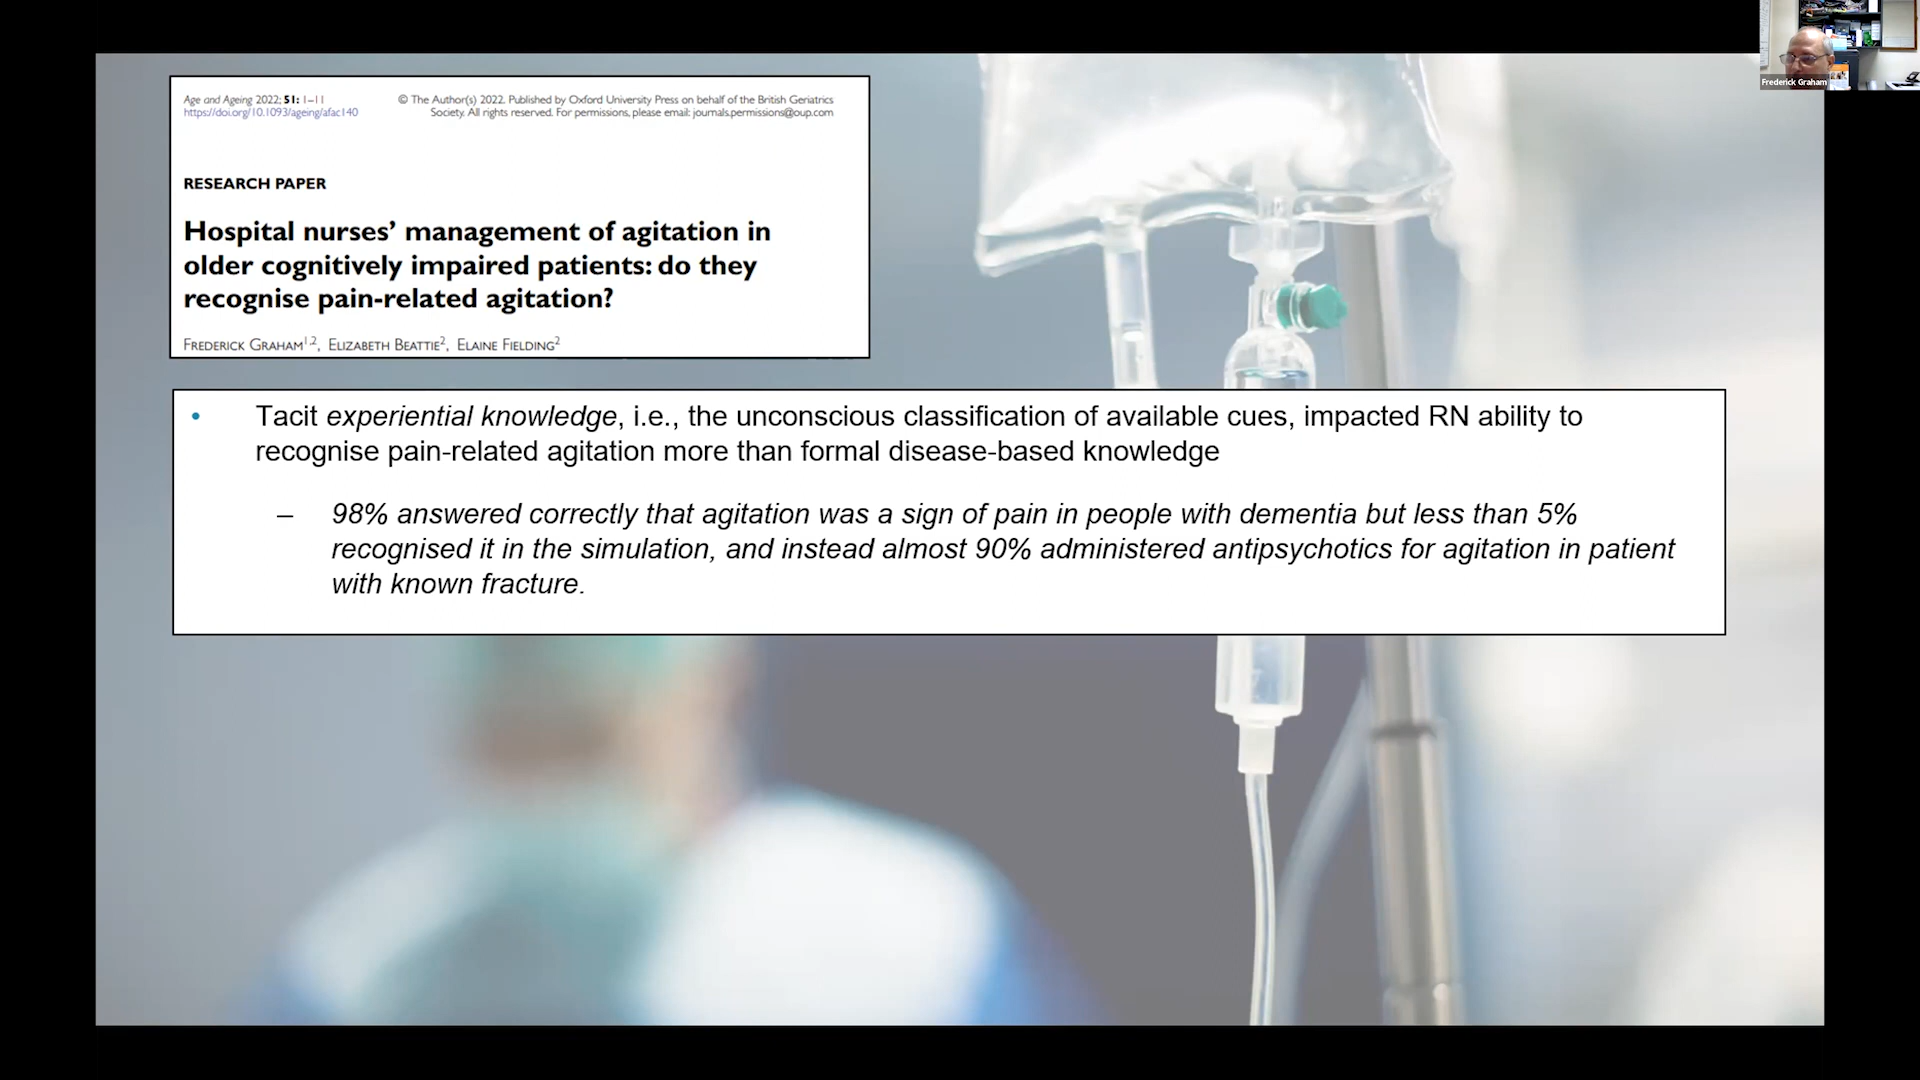 Frederick Graham
Age and Ageing 2022; 51: 1–11
https://doi.org/10.1093/ageing/afac140
© The Author(s) 2022. Published by Oxford University Press on behalf of the British Geriatrics
Society. All rights reserved. For permissions, please email: journals.permissions@oup.com
RESEARCH PAPER
Hospital nurses’ management of agitation in
older cognitively impaired patients: do they
recognise pain-related agitation?
FREDERICK GRAHAM1,2, ELIZABETH BEATTIE2, ELAINE FIELDING2
• Tacit experiential knowledge, i.e., the unconscious classification of available cues, impacted RN ability to
recognise pain-related agitation more than formal disease-based knowledge
– 98% answered correctly that agitation was a sign of pain in people with dementia but less than 5%
recognised it in the simulation, and instead almost 90% administered antipsychotics for agitation in patient
with known fracture.